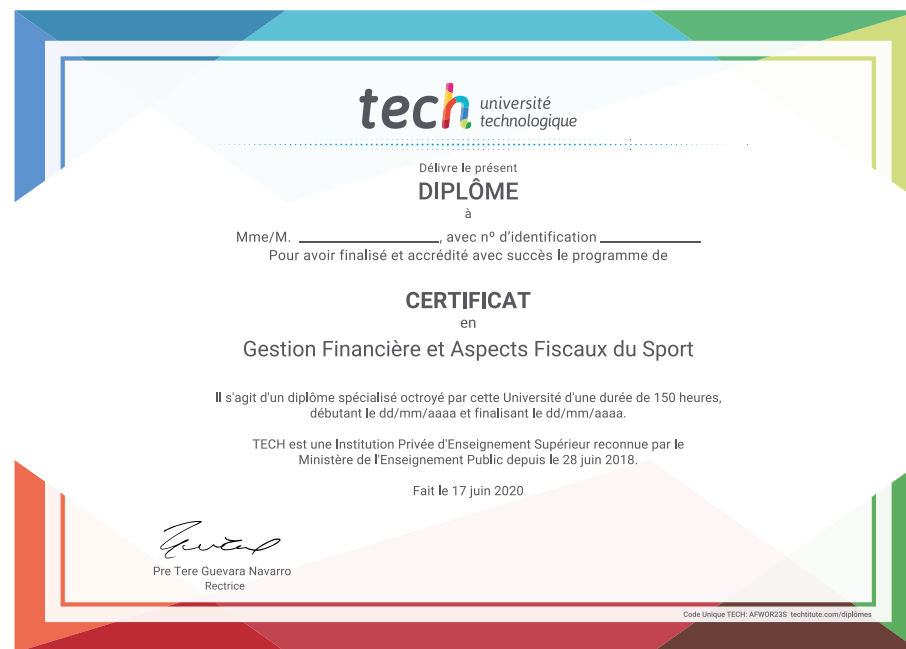 tech université
technologique
Délivre le présent
DIPLÔME
à
Mme/M. ____________________, avec nº d'identification ______________
Pour avoir finalisé et accrédité avec succès le programme de
CERTIFICAT
en
Gestion Financière et Aspects Fiscaux du Sport
Il s'agit d'un diplôme spécialisé octroyé par cette Université d'une durée de 150 heures,
débutant le dd/mm/aaaa et finalisant le dd/mm/aaaa.
TECH est une Institution Privée d'Enseignement Supérieur reconnue par le
Ministère de l'Enseignement Public depuis le 28 juin 2018.
Fait le 17 juin 2020
Pre Tere Guevara Navarro
Rectrice
Code Unique TECH: AFWOR23S techtitute.com/diplômes